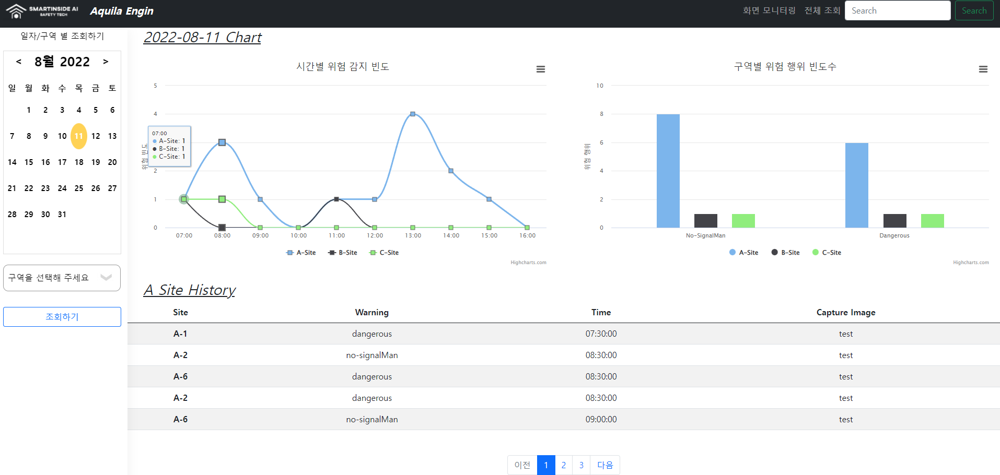 SMARTINSIDE AI
SAFETY TECH
Aquila Engin
화면 모니터링 전체 조회 Search Search
일자/구역 별 조회하기
< 8월 2022 >
일 월 화 수 목 금 토
1 2 3 4 5 6
7 8 9 10 11 12 13
14 15 16 17 18 19 20
21 22 23 24 25 26 27
28 29 30 31
구역을 선택해 주세요
조회하기
2022-08-11 Chart
시간별 위험 감지 빈도
위험 빈도
5
4
2
1
0
07:00
A-Site: 1
B-Site: 1
C-Site: 1
07:00 08:00 09:00 10:00 11:00 12:00 13:00 14:00 15:00 16:00
A-Site B-Site C-Site
Highcharts.com
구역별 위험 행위 빈도수
위험 행위
10
8
6
4
2
0
No-SignalMan Dangerous
A-Site B-Site C-Site
Highcharts.com
A Site History
Site Warning Time Capture Image
A-1 dangerous 07:30:00 test
A-2 no-signalMan 08:30:00 test
A-6 dangerous 08:30:00 test
A-2 dangerous 08:30:00 test
A-6 no-signalMan 09:00:00 test
이전 1 2 3 다음